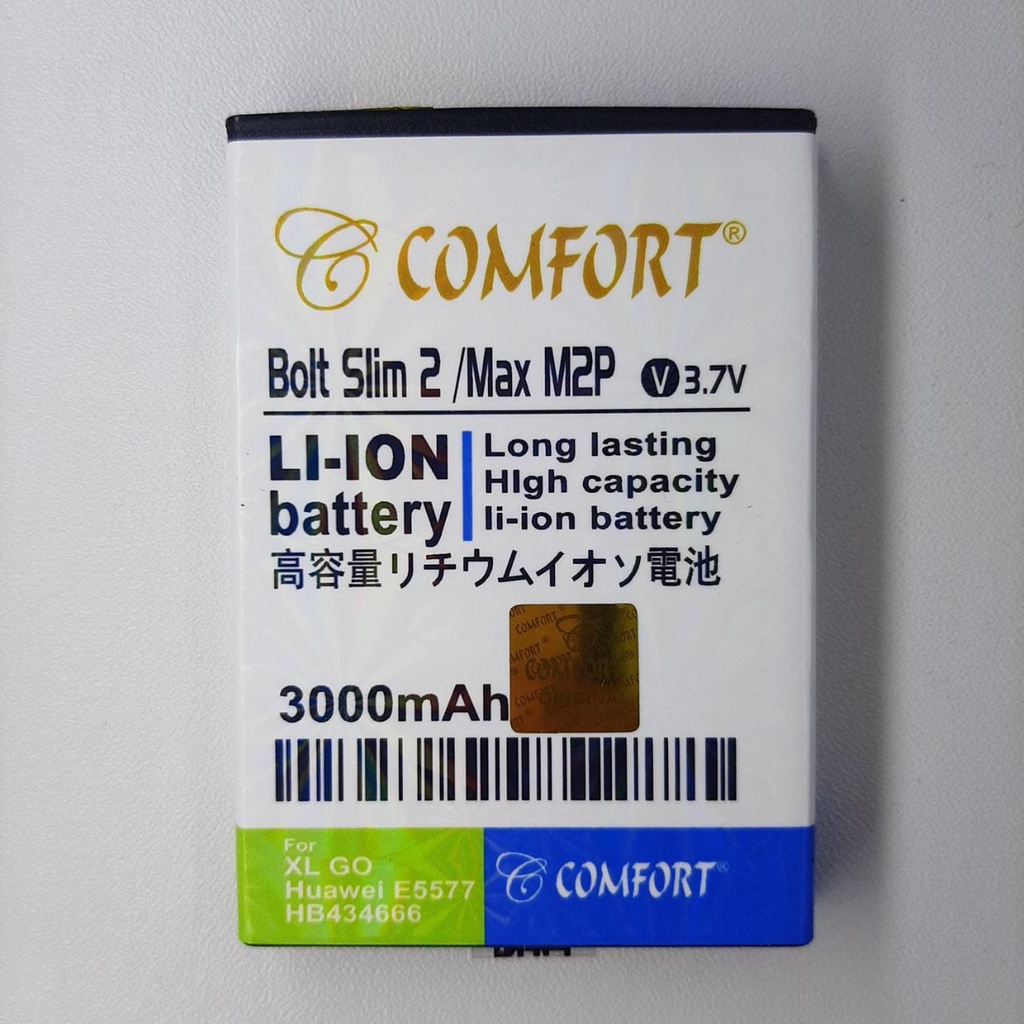 COMFORT®
Bolt Slim 2 /Max M2P V 3.7V
LI-ION battery
Long lasting
HIgh capacity
li-ion battery
高容量リチウムイオソ電池
COMFORT
3000mAh
For
XL GO
Huawei E5577
HB434666
COMFORT®